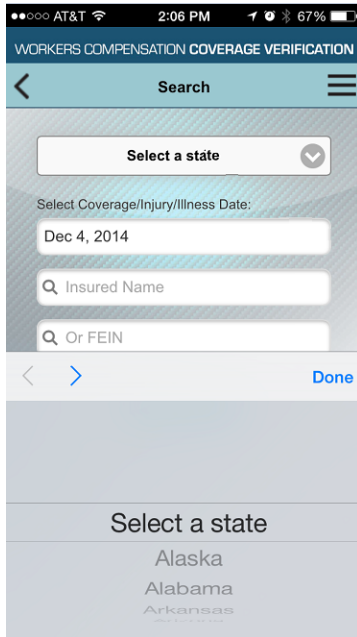 AT&T 2:06 PM 67%
WORKERS COMPENSATION COVERAGE VERIFICATION
Search
Select a state
Select Coverage/Injury/Illness Date:
Dec 4, 2014
Insured Name
Or FEIN
Done
Select a state
Alaska
Alabama
Arkansas